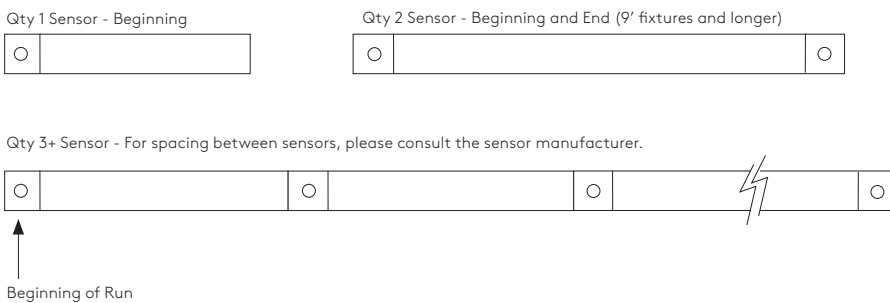 Qty 1 Sensor - Beginning
Qty 2 Sensor - Beginning and End (9’ fixtures and longer)
Qty 3+ Sensor - For spacing between sensors, please consult the sensor manufacturer.
Beginning of Run